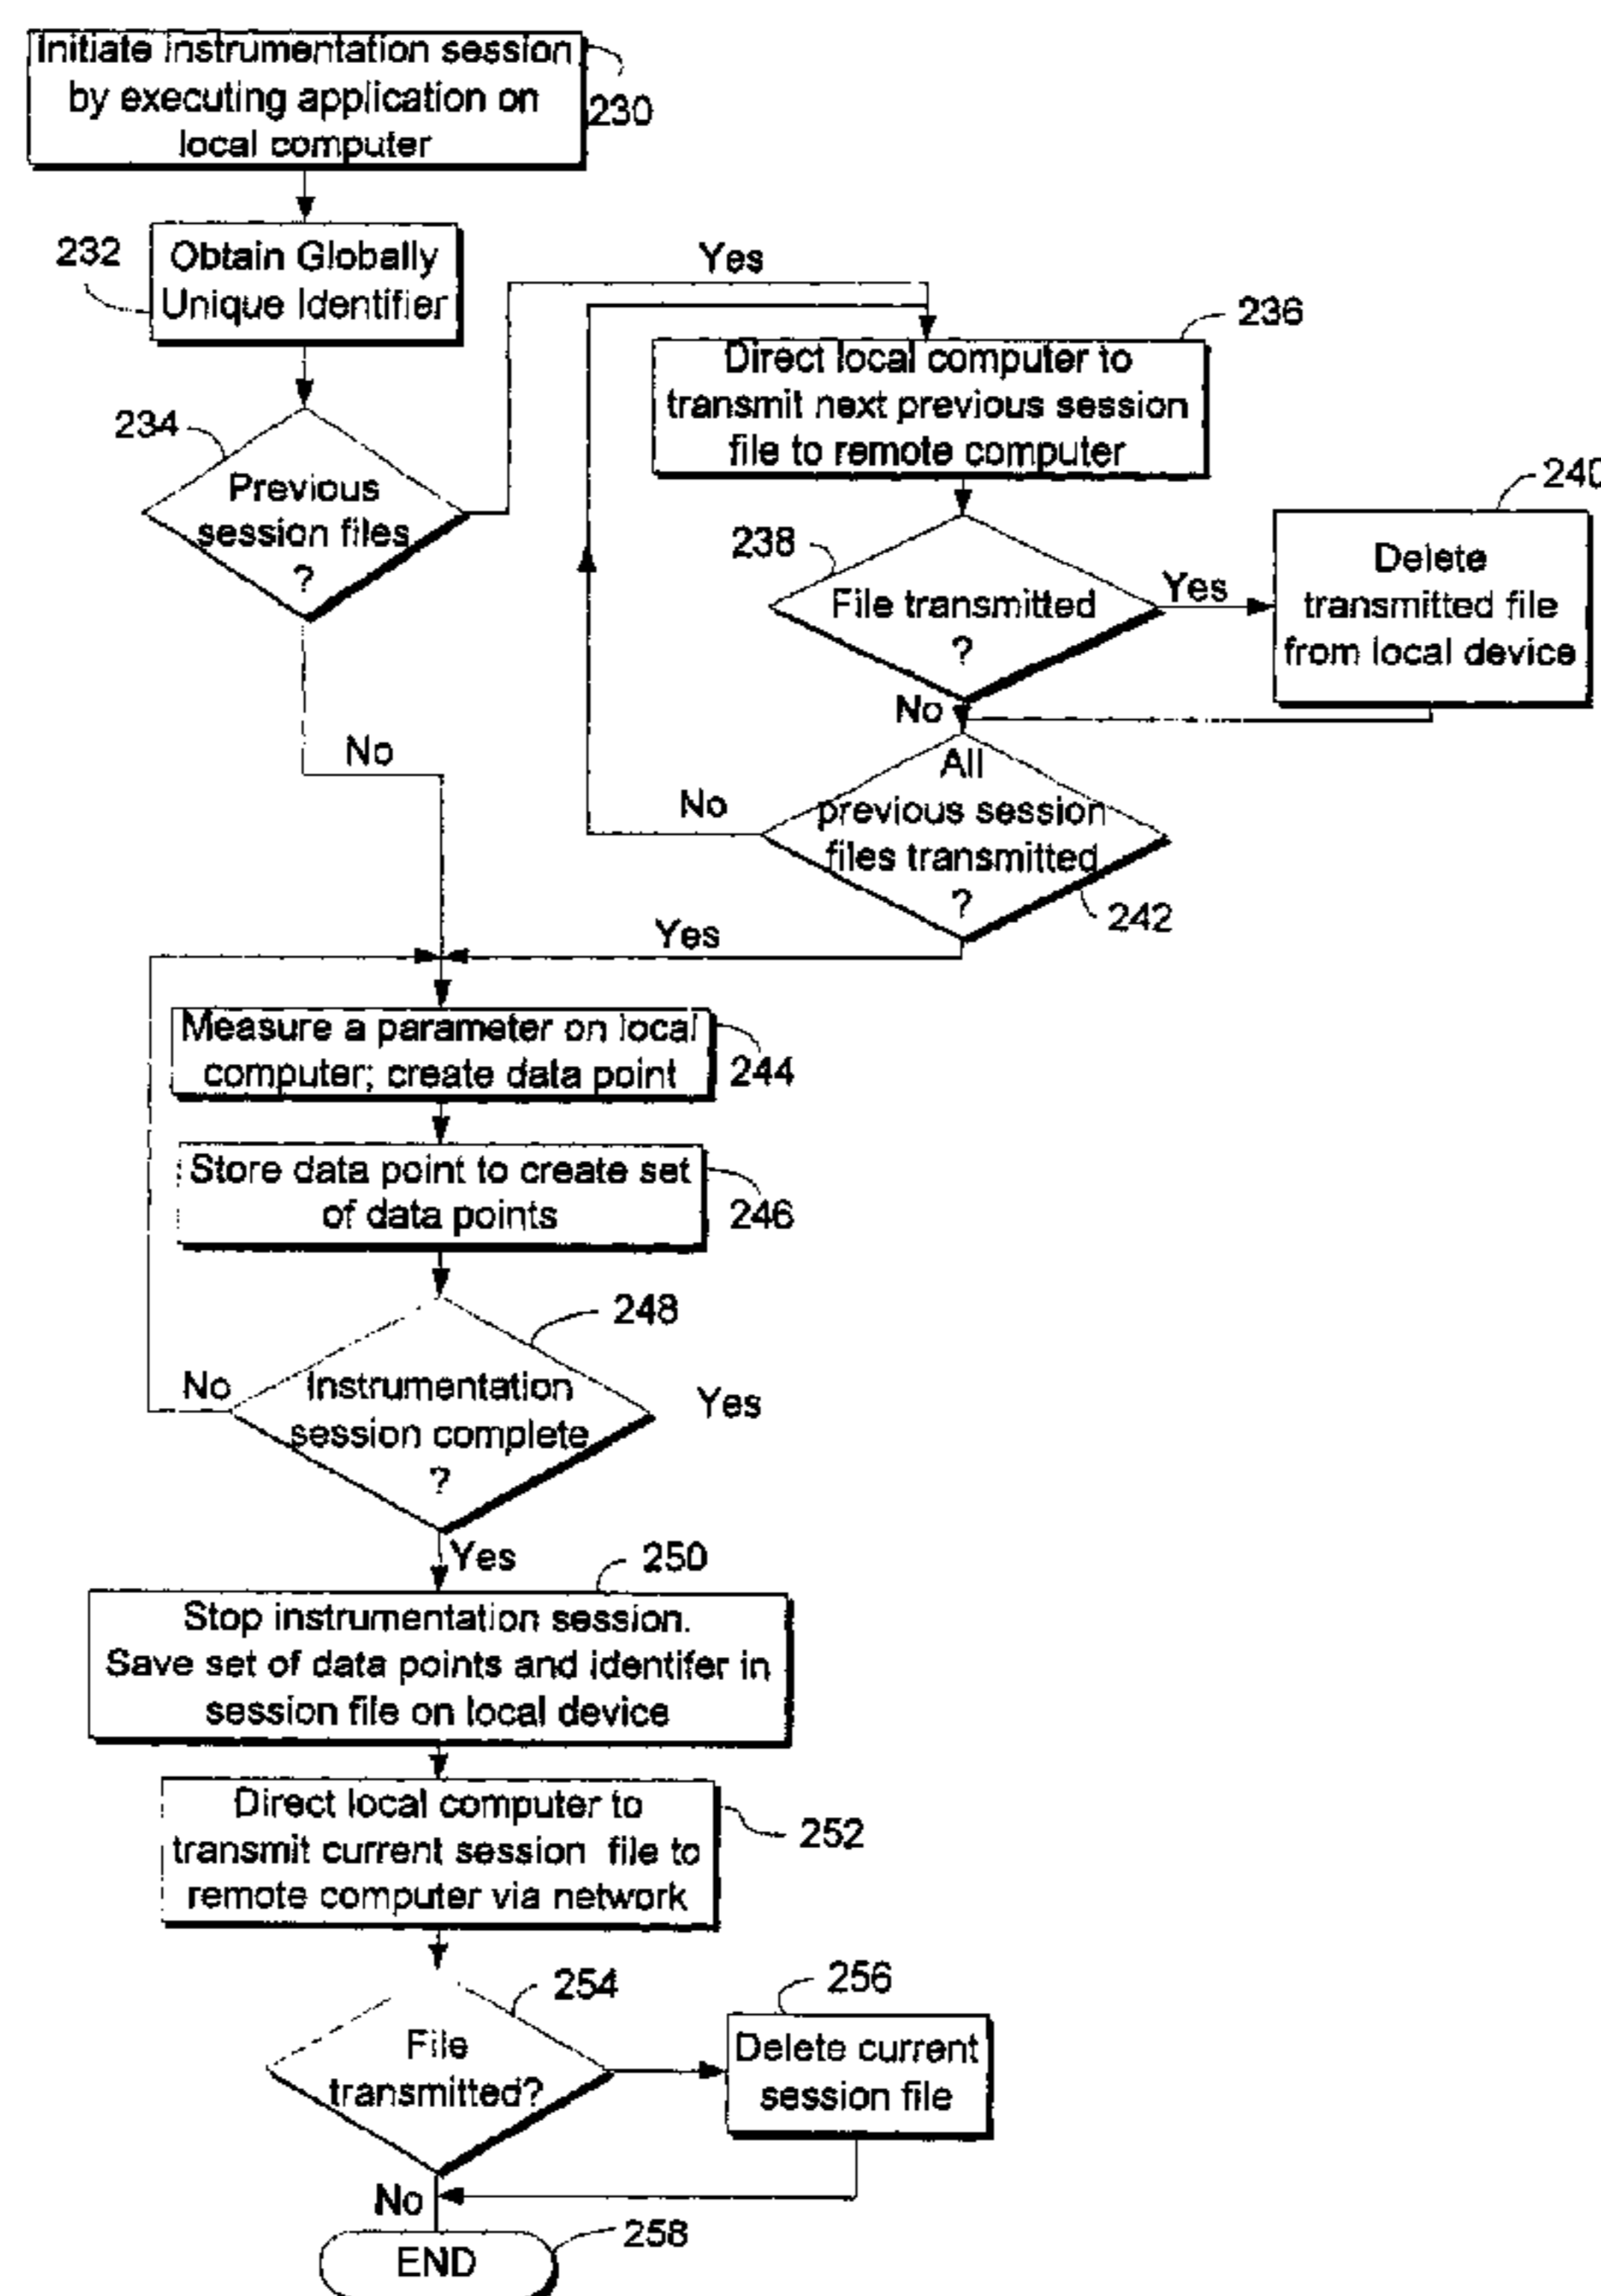 Initiate instrumentation session
by executing application on
local computer
230
232
Obtain Globally
Unique Identifier
Yes
236
Direct local computer to
transmit next previous session
file to remote computer
234
Previous
session files
?
240
238
File transmitted
?
Yes
Delete
transmitted file
from local device
No
No
All
previous session
files transmitted
?
No
242
Yes
Measure a parameter on local
computer; create data point
244
Store data point to create set
of data points
246
248
No
Instrumentation
session complete
?
Yes
Yes
250
Stop instrumentation session.
Save set of data points and identifer in
session file on local device
Direct local computer to
transmit current session file to
remote computer via network
252
254
File
transmitted?
256
Delete current
session file
No
258
END